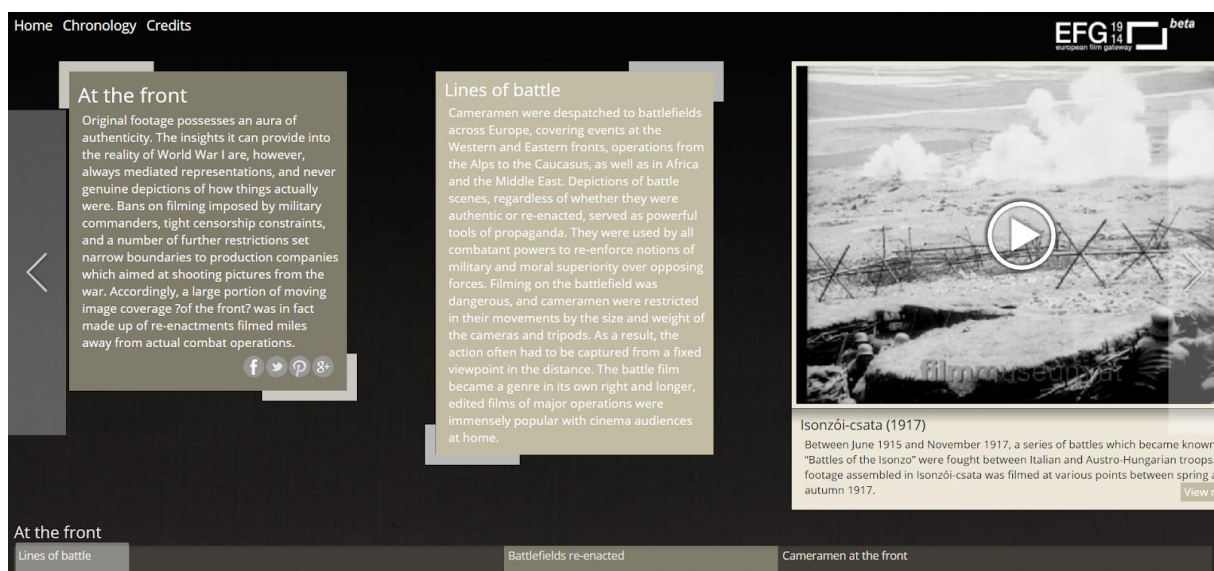 Home Chronology Credits
EFG 19
14
beta
european film gateway
At the front
Original footage possesses an aura of
authenticity. The insights it can provide into
the reality of World War I are, however,
always mediated representations, and never
genuine depictions of how things actually
were. Bans on filming imposed by military
commanders, tight censorship constraints,
and a number of further restrictions set
narrow boundaries to production companies
which aimed at shooting pictures from the
war. Accordingly, a large portion of moving
image coverage ?of the front? was in fact
made up of re-enactments filmed miles
away from actual combat operations.
f
8+
Lines of battle
Cameramen were despatched to battlefields
across Europe, covering events at the
Western and Eastern fronts, operations from
the Alps to the Caucasus, as well as in Africa
and the Middle East. Depictions of battle
scenes, regardless of whether they were
authentic or re-enacted, served as powerful
tools of propaganda. They were used by all
combatant powers to re-enforce notions of
military and moral superiority over opposing
forces. Filming on the battlefield was
dangerous, and cameramen were restricted
in their movements by the size and weight of
the cameras and tripods. As a result, the
action often had to be captured from a fixed
viewpoint in the distance. The battle film
became a genre in its own right and longer,
edited films of major operations were
immensely popular with cinema audiences
at home.
filmmuseum.at
Isonzói-csata (1917)
Between June 1915 and November 1917, a series of battles which became known
“Battles of the Isonzo” were fought between Italian and Austro-Hungarian troops.
footage assembled in Isonzói-csata was filmed at various points between spring
autumn 1917.
View
At the front
Lines of battle
Battlefields re-enacted
Cameramen at the front